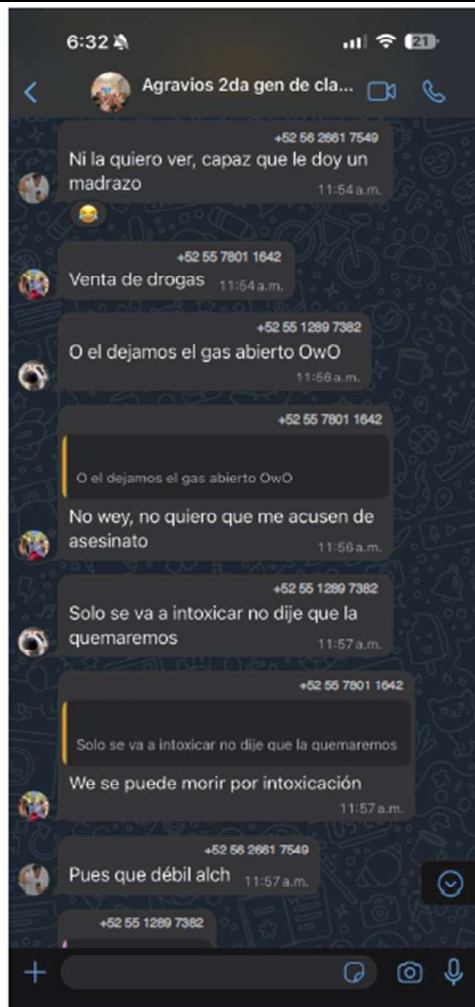 6:32
21
Agravios 2da gen de cla...
+52 56 2661 7549
Ni la quiero ver, capaz que le doy un
madrazo
11:54 a.m.
+52 55 7801 1642
Venta de drogas 11:54 a.m.
+52 55 1289 7382
O el dejamos el gas abierto OwO
11:56 a.m.
+52 55 7801 1642
O el dejamos el gas abierto OwO
No wey, no quiero que me acusen de
asesinato
11:56 a.m.
+52 55 1289 7382
Solo se va a intoxicar no dije que la
quemaremos
11:57 a.m.
+52 55 7801 1642
Solo se va a intoxicar no dije que la quemaremos
We se puede morir por intoxicación
11:57 a.m.
+52 56 2661 7549
Pues que débil alch 11:57 a.m.
+52 55 1289 7382